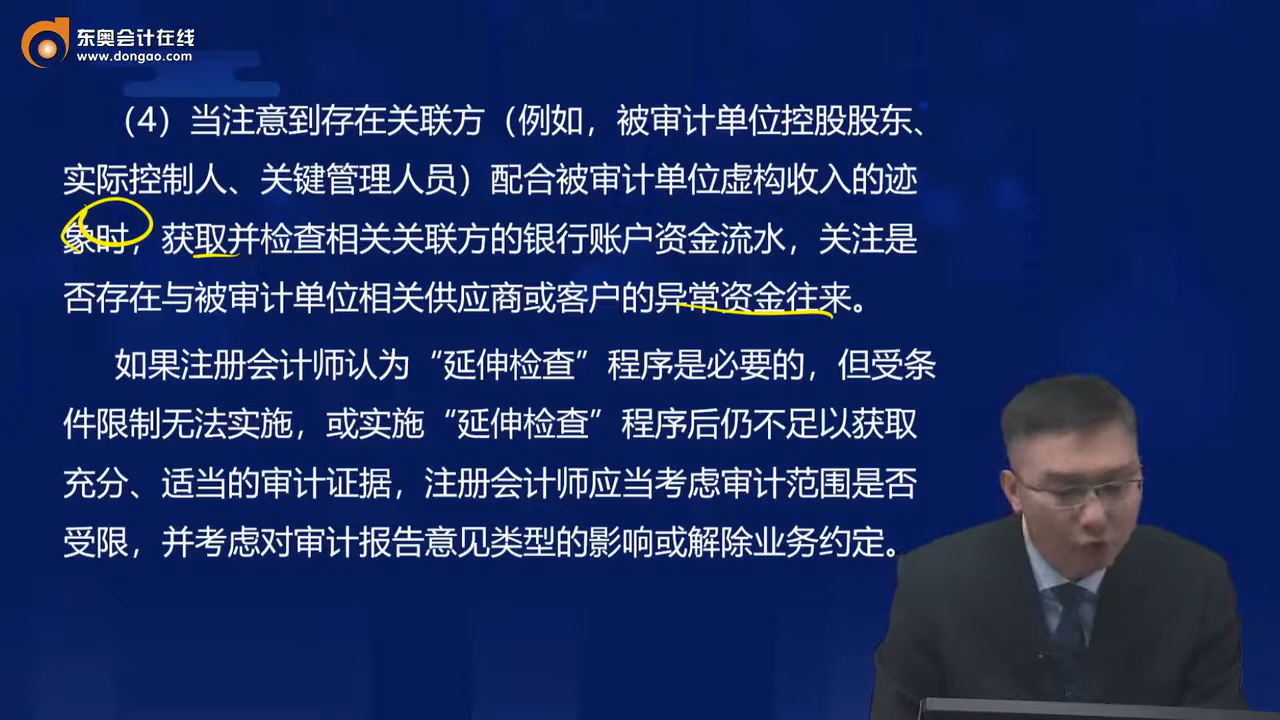 东奥会计在线
www.dongao.com
（4）当注意到存在关联方（例如，被审计单位控股股东、
实际控制人、关键管理人员）配合被审计单位虚构收入的迹
象时，获取并检查相关关联方的银行账户资金流水，关注是
否存在与被审计单位相关供应商或客户的异常资金往来。
如果注册会计师认为“延伸检查”程序是必要的，但受条
件限制无法实施，或实施“延伸检查”程序后仍不足以获取
充分、适当的审计证据，注册会计师应当考虑审计范围是否
受限，并考虑对审计报告意见类型的影响或解除业务约定。